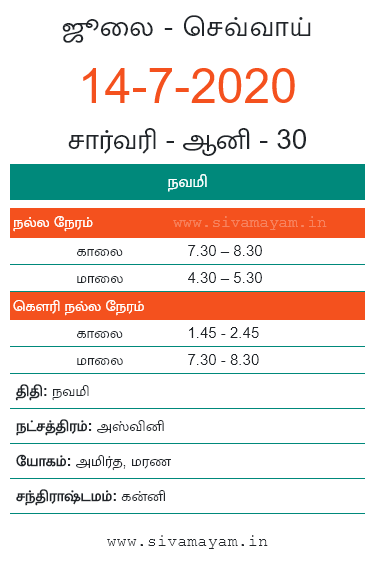 ஜூலை - செவ்வாய்
14-7-2020
சார்வரி - ஆனி - 30
நவமி
நல்ல நேரம் www.sivamayam.in
காலை 7.30 – 8.30
மாலை 4.30 – 5.30
கௌரி நல்ல நேரம்
காலை 1.45 - 2.45
மாலை 7.30 - 8.30
திதி: நவமி
நட்சத்திரம்: அஸ்வினி
யோகம்: அமிர்த, மரண
சந்திராஷ்டமம்: கன்னி
www.sivamayam.in